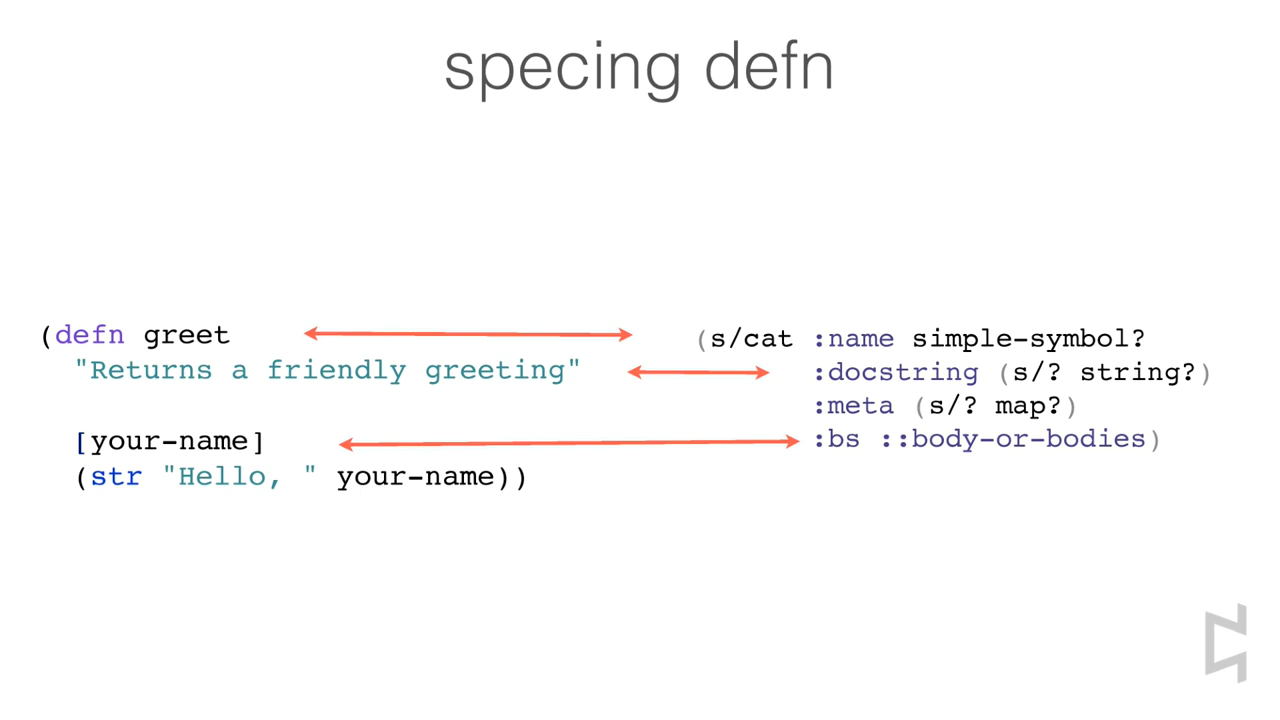 specing defn
(defn greet
"Returns a friendly greeting"
[your-name]
(str "Hello, " your-name))
(s/cat :name simple-symbol?
:docstring (s/? string?)
:meta (s/? map?)
:bs ::body-or-bodies)